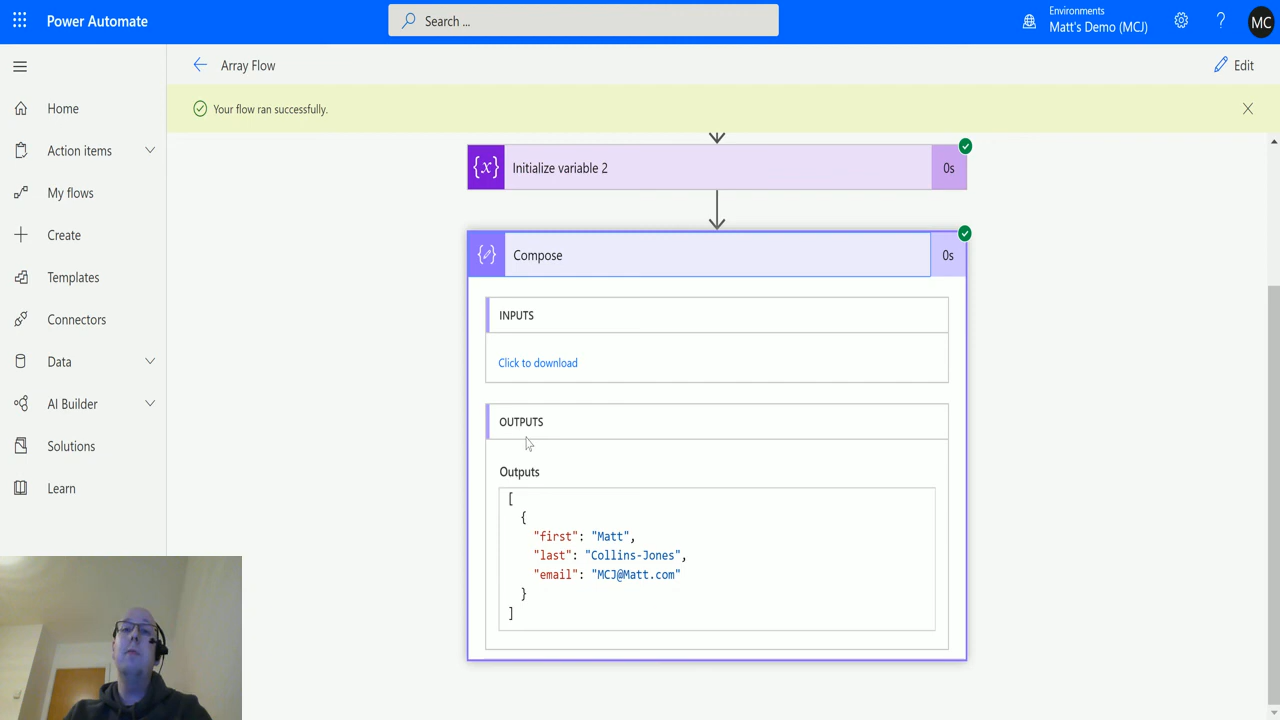 Power Automate
Search ...
Environments
Matt's Demo (MCJ)
?
MC
Array Flow
Edit
Your flow ran successfully.
Home
Action items
My flows
Create
Templates
Connectors
Data
AI Builder
Solutions
Learn
{x} Initialize variable 2 0s
Compose 0s
INPUTS
Click to download
OUTPUTS
Outputs
[
{
"first": "Matt",
"last": "Collins-Jones",
"email": "MCJ@Matt.com"
}
]